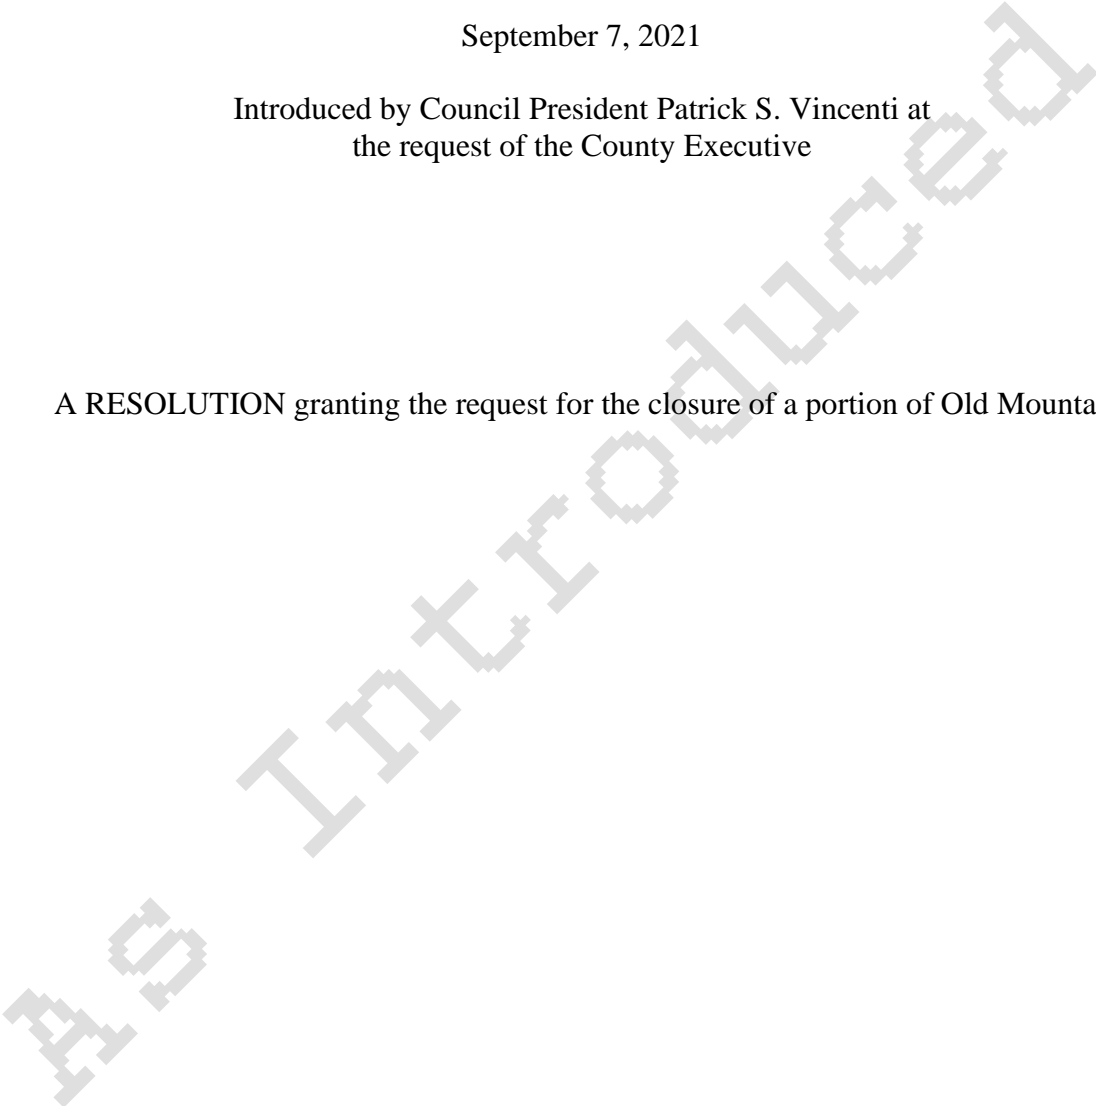 September 7, 2021
Introduced by Council President Patrick S. Vincenti at
the request of the County Executive
A RESOLUTION granting the request for the closure of a portion of Old Mounta
As Introduced